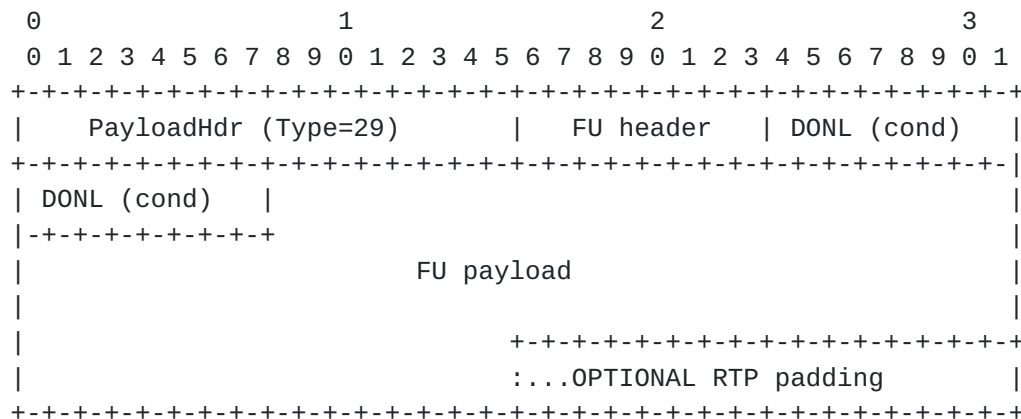 0                   1                   2                   3
 0 1 2 3 4 5 6 7 8 9 0 1 2 3 4 5 6 7 8 9 0 1 2 3 4 5 6 7 8 9 0 1
+-+-+-+-+-+-+-+-+-+-+-+-+-+-+-+-+-+-+-+-+-+-+-+-+-+-+-+-+-+-+-+-+
|    PayloadHdr (Type=29)       |   FU header   | DONL (cond)   |
+-+-+-+-+-+-+-+-+-+-+-+-+-+-+-+-+-+-+-+-+-+-+-+-+-+-+-+-+-+-+-+-|
| DONL (cond)   |                                               |
|-+-+-+-+-+-+-+-+                                               |
|                         FU payload                            |
|                                                               |
|                               +-+-+-+-+-+-+-+-+-+-+-+-+-+-+-+-+
|                               :...OPTIONAL RTP padding        |
+-+-+-+-+-+-+-+-+-+-+-+-+-+-+-+-+-+-+-+-+-+-+-+-+-+-+-+-+-+-+-+-+